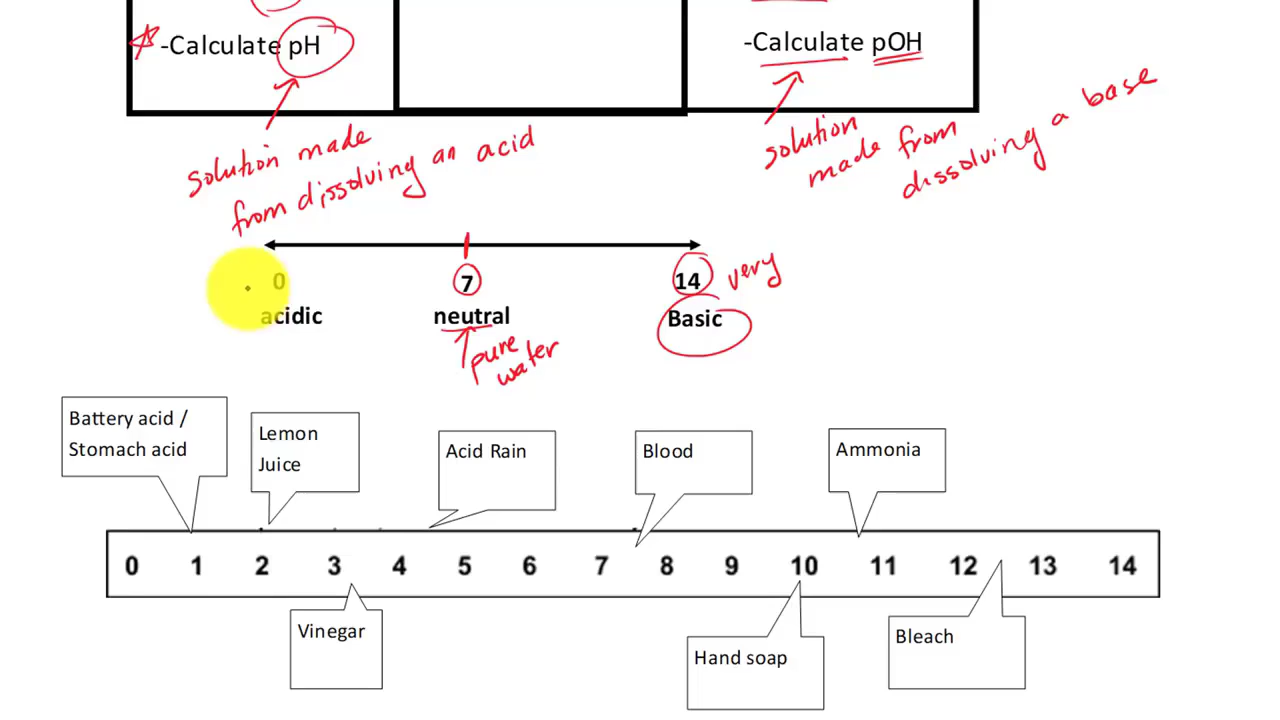 -Calculate pH
-Calculate pOH
solution made
from dissolving an acid
solution
made from
dissolving a base
0
7
14
very
acidic
neutral
Basic
pure
water
Battery acid /
Stomach acid
Lemon
Juice
Acid Rain
Blood
Ammonia
0 1 2 3 4 5 6 7 8 9 10 11 12 13 14
Vinegar
Hand soap
Bleach